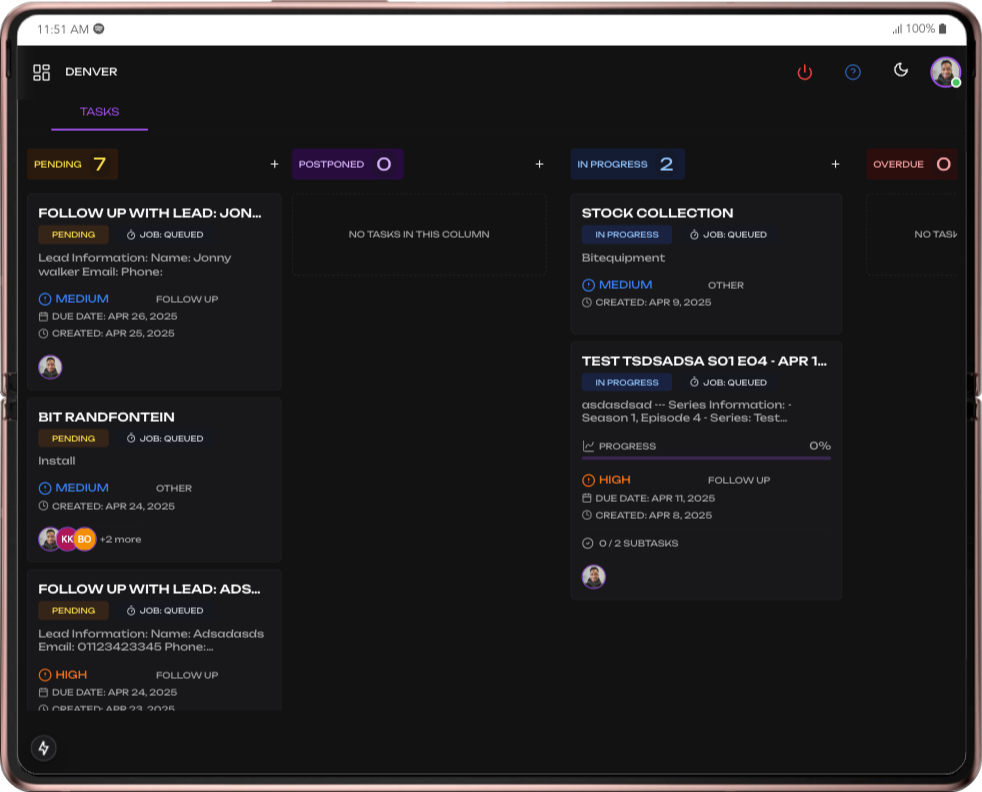 11:51 AM
100%
DENVER
TASKS
PENDING 7
+
FOLLOW UP WITH LEAD: JON...
PENDING
JOB: QUEUED
Lead Information: Name: Jonny
walker Email: Phone:
MEDIUM
FOLLOW UP
DUE DATE: APR 26, 2025
CREATED: APR 25, 2025
BIT RANDFONTEIN
PENDING
JOB: QUEUED
Install
MEDIUM
OTHER
CREATED: APR 24, 2025
KK
BO
+2 more
FOLLOW UP WITH LEAD: ADS...
PENDING
JOB: QUEUED
Lead Information: Name: Adsadasds
Email: 01123423345 Phone:...
HIGH
FOLLOW UP
DUE DATE: APR 24, 2025
CREATED: APR 23, 2025
POSTPONED 0
+
NO TASKS IN THIS COLUMN
IN PROGRESS 2
+
STOCK COLLECTION
IN PROGRESS
JOB: QUEUED
Bitequipment
MEDIUM
OTHER
CREATED: APR 9, 2025
TEST TSDSADSA S01 E04 - APR 1...
IN PROGRESS
JOB: QUEUED
asdasdsad --- Series Information: -
Season 1, Episode 4 - Series: Test...
PROGRESS
0%
HIGH
FOLLOW UP
DUE DATE: APR 11, 2025
CREATED: APR 8, 2025
0 / 2 SUBTASKS
OVERDUE 0
NO TASK